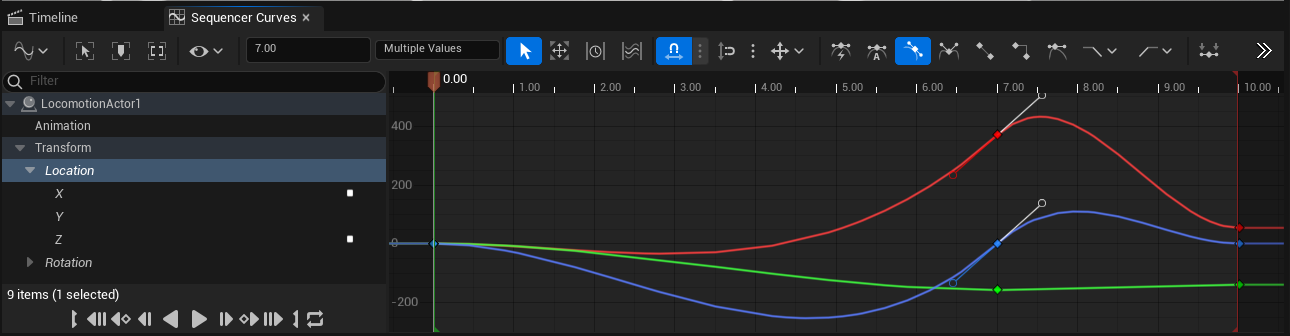 Timeline
Sequencer Curves
7.00
Multiple Values
A
Filter
0.00
1.00 2.00 3.00 4.00 5.00 6.00 7.00 8.00 9.00 10.00
LocomotionActor1
Animation
Transform
Location
X
Y
Z
Rotation
400
200
0
-200
9 items (1 selected)